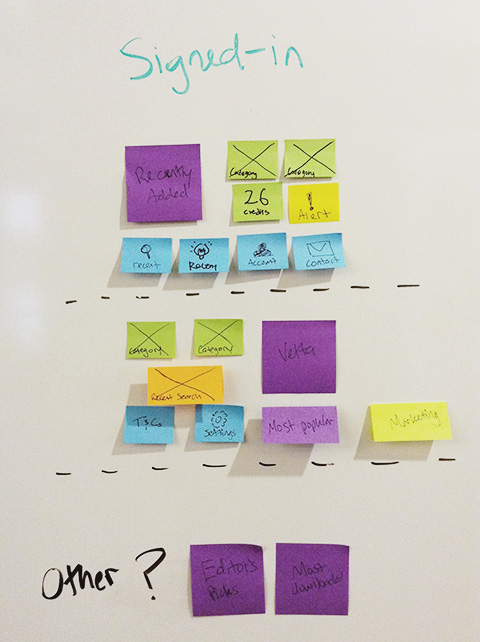 Signed-in
Recently
Added
Category
Category
26
credits
!
Alert
recent
Recent
Account
Contact
Category
Category
Vetta
Recent Search
T&Cs
Settings
Most popular
Marketing
Other ?
Editor's
Picks
Most
downloaded